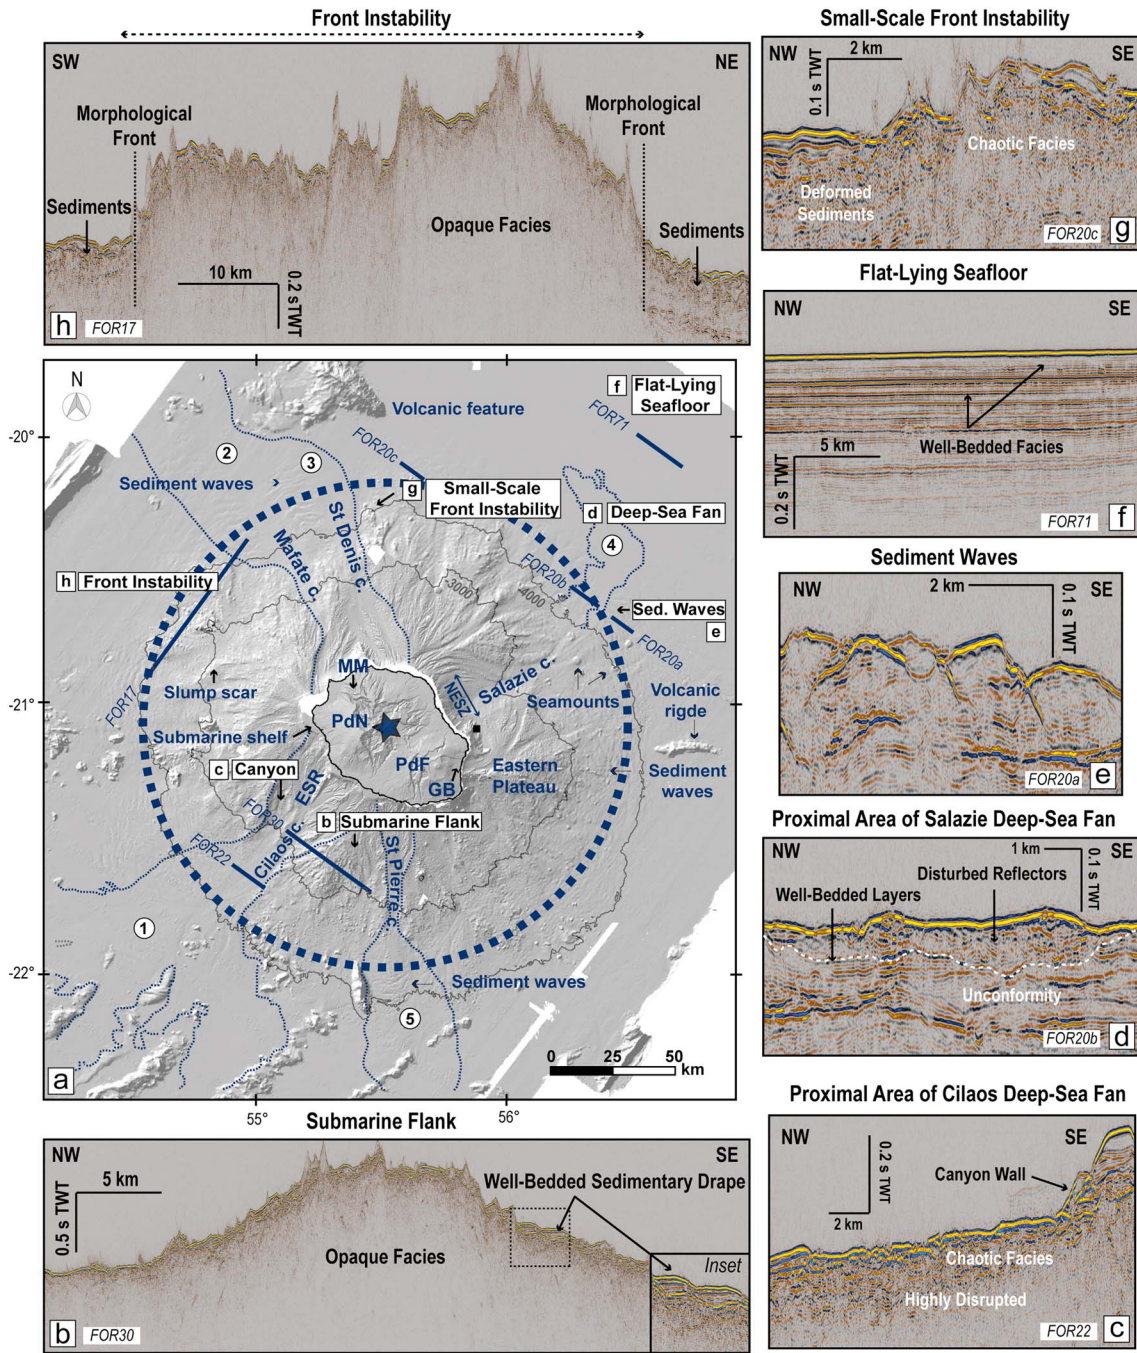 Front Instability
SW
NE
Morphological
Front
Morphological
Front
Sediments
Opaque Facies
Sediments
10 km
0.2 sTWT
h
FOR17
Small-Scale Front Instability
NW
2 km
SE
0.1 s TWT
Chaotic Facies
Deformed
Sediments
FOR20c
g
Flat-Lying Seafloor
NW
SE
Well-Bedded Facies
5 km
0.2 s TWT
FOR71
f
N
-20°
-21°
-22°
55°
56°
Volcanic feature
f
Flat-Lying
Seafloor
FOR71
FOR20c
2
3
Sediment waves
g
Small-Scale
Front Instability
d
Deep-Sea Fan
4
St Denis c.
Mafate c.
h
Front Instability
-3000
-4000
FOR20b
Sed. Waves
e
FOR20a
FOR17
Slump scar
MM
NESZ
Salazie c.
Seamounts
Volcanic
rigde
PdN
Submarine shelf
c
Canyon
ESR
PdF
GB
Eastern
Plateau
Sediment
waves
FOR30
b
Submarine Flank
FOR22
Cilaos c.
St Pierre c
1
Sediment waves
5
0 25 50
km
a
Sediment Waves
NW
2 km
SE
0.1 s TWT
FOR20a
e
Proximal Area of Salazie Deep-Sea Fan
NW
1 km
SE
0.1 s TWT
Disturbed Reflectors
Well-Bedded Layers
Unconformity
FOR20b
d
Submarine Flank
NW
SE
5 km
0.5 s TWT
Well-Bedded Sedimentary Drape
Opaque Facies
Inset
b
FOR30
Proximal Area of Cilaos Deep-Sea Fan
NW
SE
0.2 s TWT
Canyon Wall
2 km
Chaotic Facies
Highly Disrupted
FOR22
c